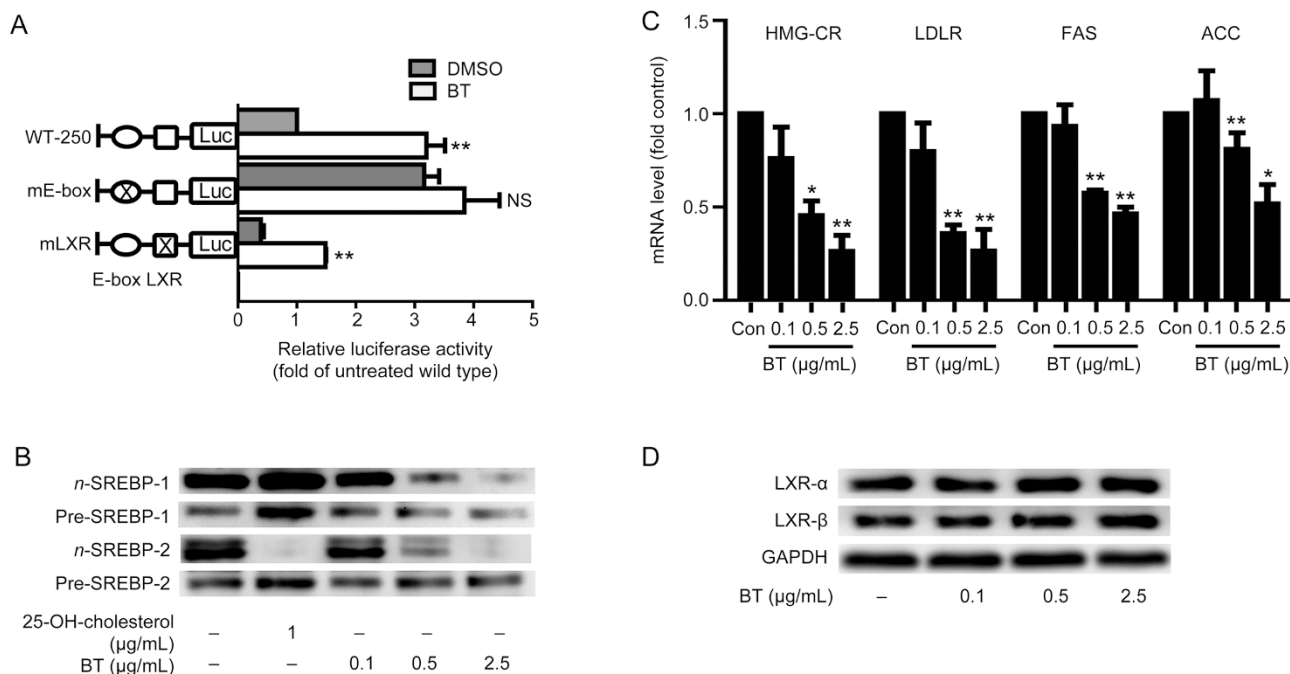 A
DMSO
BT
WT-250
Luc
**
mE-box
X
Luc
NS
mLXR
X
Luc
**
E-box LXR
0 1 2 3 4 5
Relative luciferase activity
(fold of untreated wild type)
C
mRNA level (fold control)
1.5
1.0
0.5
0.0
HMG-CR LDLR FAS ACC
* ** ** ** ** ** ** *
Con 0.1 0.5 2.5 Con 0.1 0.5 2.5 Con 0.1 0.5 2.5 Con 0.1 0.5 2.5
BT (µg/mL) BT (µg/mL) BT (µg/mL) BT (µg/mL)
B
n-SREBP-1
Pre-SREBP-1
n-SREBP-2
Pre-SREBP-2
25-OH-cholesterol
(µg/mL) – 1 – – –
BT (µg/mL) – – 0.1 0.5 2.5
D
LXR-α
LXR-β
GAPDH
BT (µg/mL) – 0.1 0.5 2.5